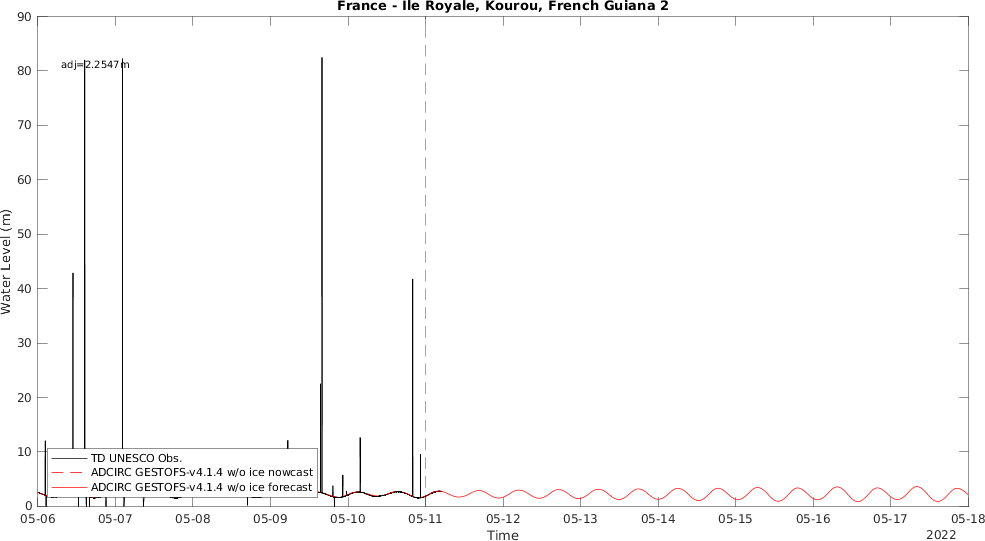 France - Ile Royale, Kourou, French Guiana 2
90
80
70
60
50
40
30
20
10
0
Water Level (m)
adj=2.2547m
TD UNESCO Obs.
ADCIRC GESTOFS-v4.1.4 w/o ice nowcast
ADCIRC GESTOFS-v4.1.4 w/o ice forecast
05-06 05-07 05-08 05-09 05-10 05-11 05-12 05-13 05-14 05-15 05-16 05-17 05-18
Time
2022